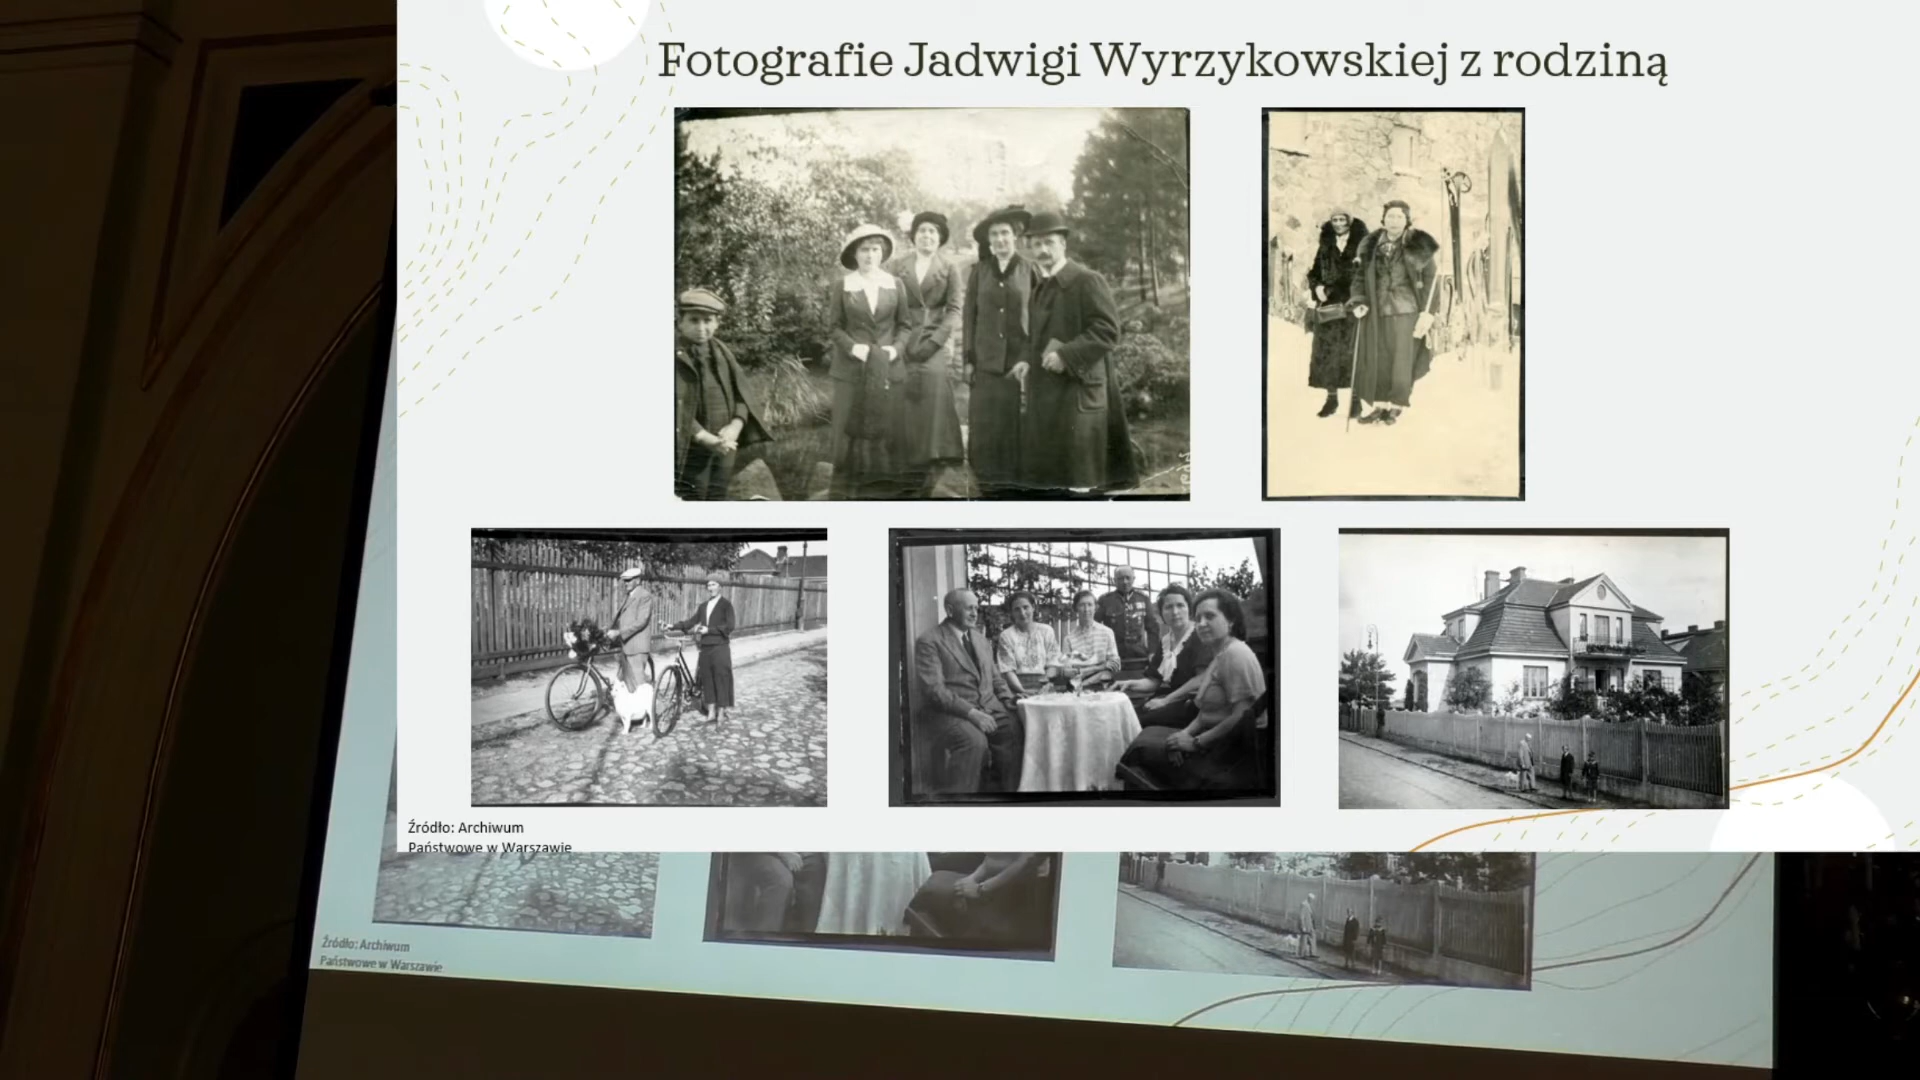 Fotografie Jadwigi Wyrzykowskiej z rodziną
Źródło: Archiwum
Państwowe w Warszawie
Źródło: Archiwum
Państwowe w Warszawie